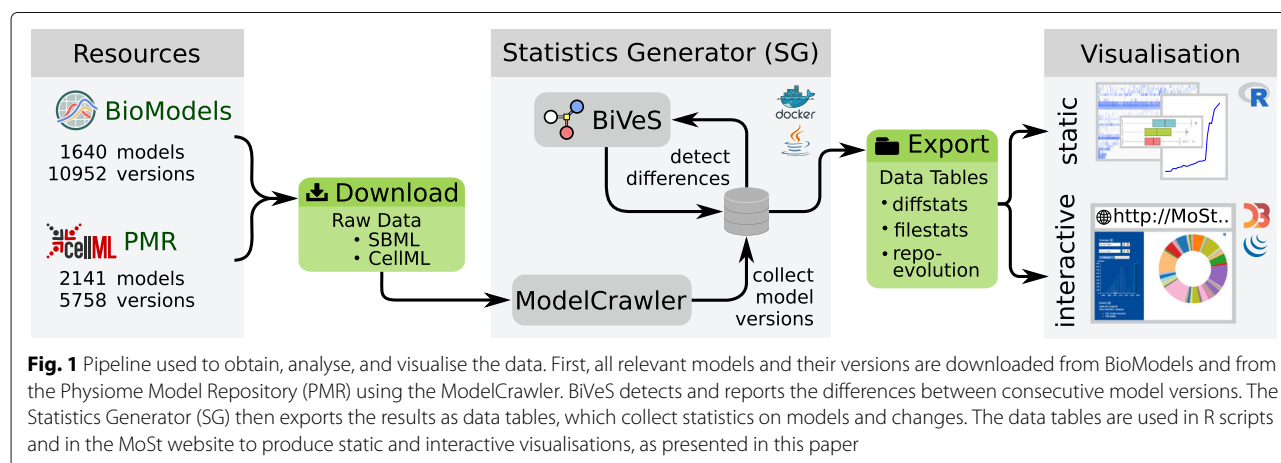 Resources
BioModels
1640 models
10952 versions
cellML PMR
2141 models
5758 versions
Download
Raw Data
• SBML
• CellML
Statistics Generator (SG)
BiVeS
docker
Java
detect
differences
ModelCrawler
collect
model
versions
Export
Data Tables
• diffstats
• filestats
• repo-
evolution
Visualisation
static
R
interactive
http://MoSt..
D3
Fig. 1 Pipeline used to obtain, analyse, and visualise the data. First, all relevant models and their versions are downloaded from BioModels and from
the Physiome Model Repository (PMR) using the ModelCrawler. BiVeS detects and reports the differences between consecutive model versions. The
Statistics Generator (SG) then exports the results as data tables, which collect statistics on models and changes. The data tables are used in R scripts
and in the MoSt website to produce static and interactive visualisations, as presented in this paper